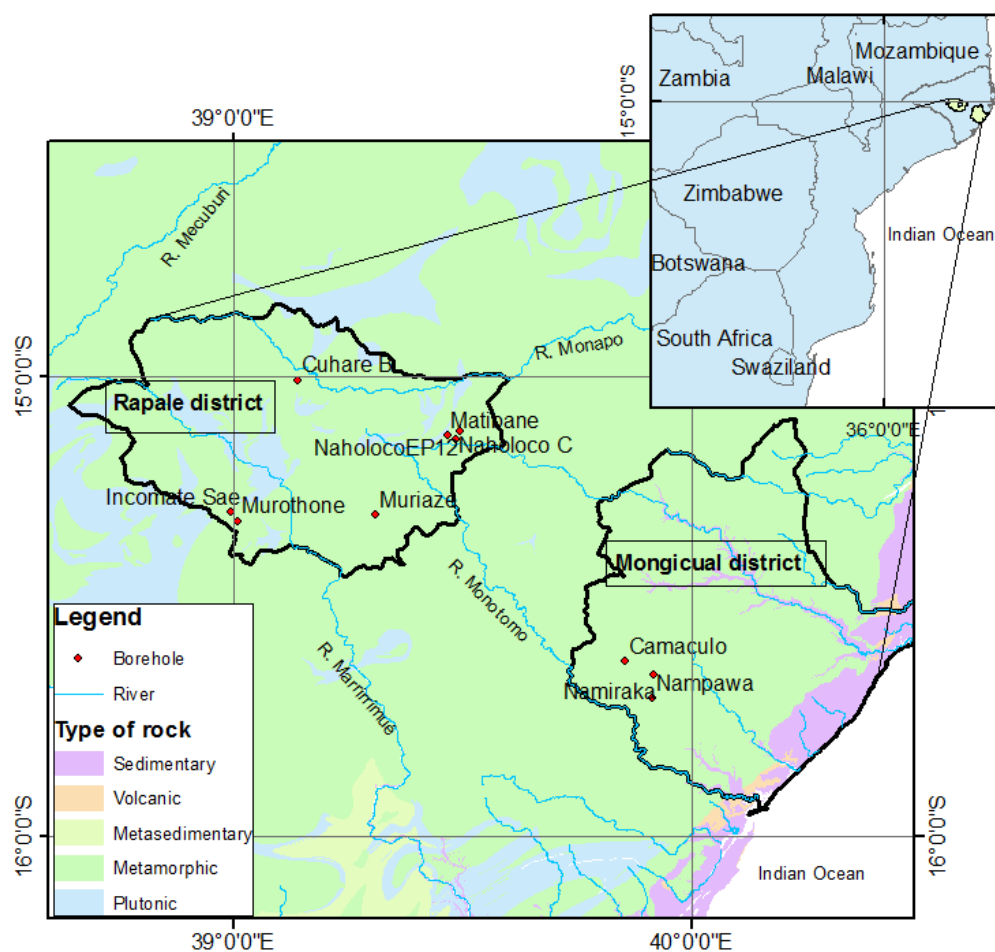 39°0'0"E
15°0'0"S
Zambia
Malawi
Mozambique
Zimbabwe
Indian Ocean
Botswana
South Africa
Swaziland
36°0'0"E
R. Mecuburi
R. Monapo
15°0'0"S
Cuhare B
Rapale district
Matibane
NaholocoEP12
Naholoco C
Incomate Sae
Murothone
Muriaze
R. Monotomo
Mongicual district
R. Marrirrimuè
Camaculo
Nampawa
Namiraka
Legend
Borehole
River
Type of rock
Sedimentary
Volcanic
Metasedimentary
Metamorphic
Plutonic
16°0'0"S
16°0'0"S
Indian Ocean
39°0'0"E
40°0'0"E